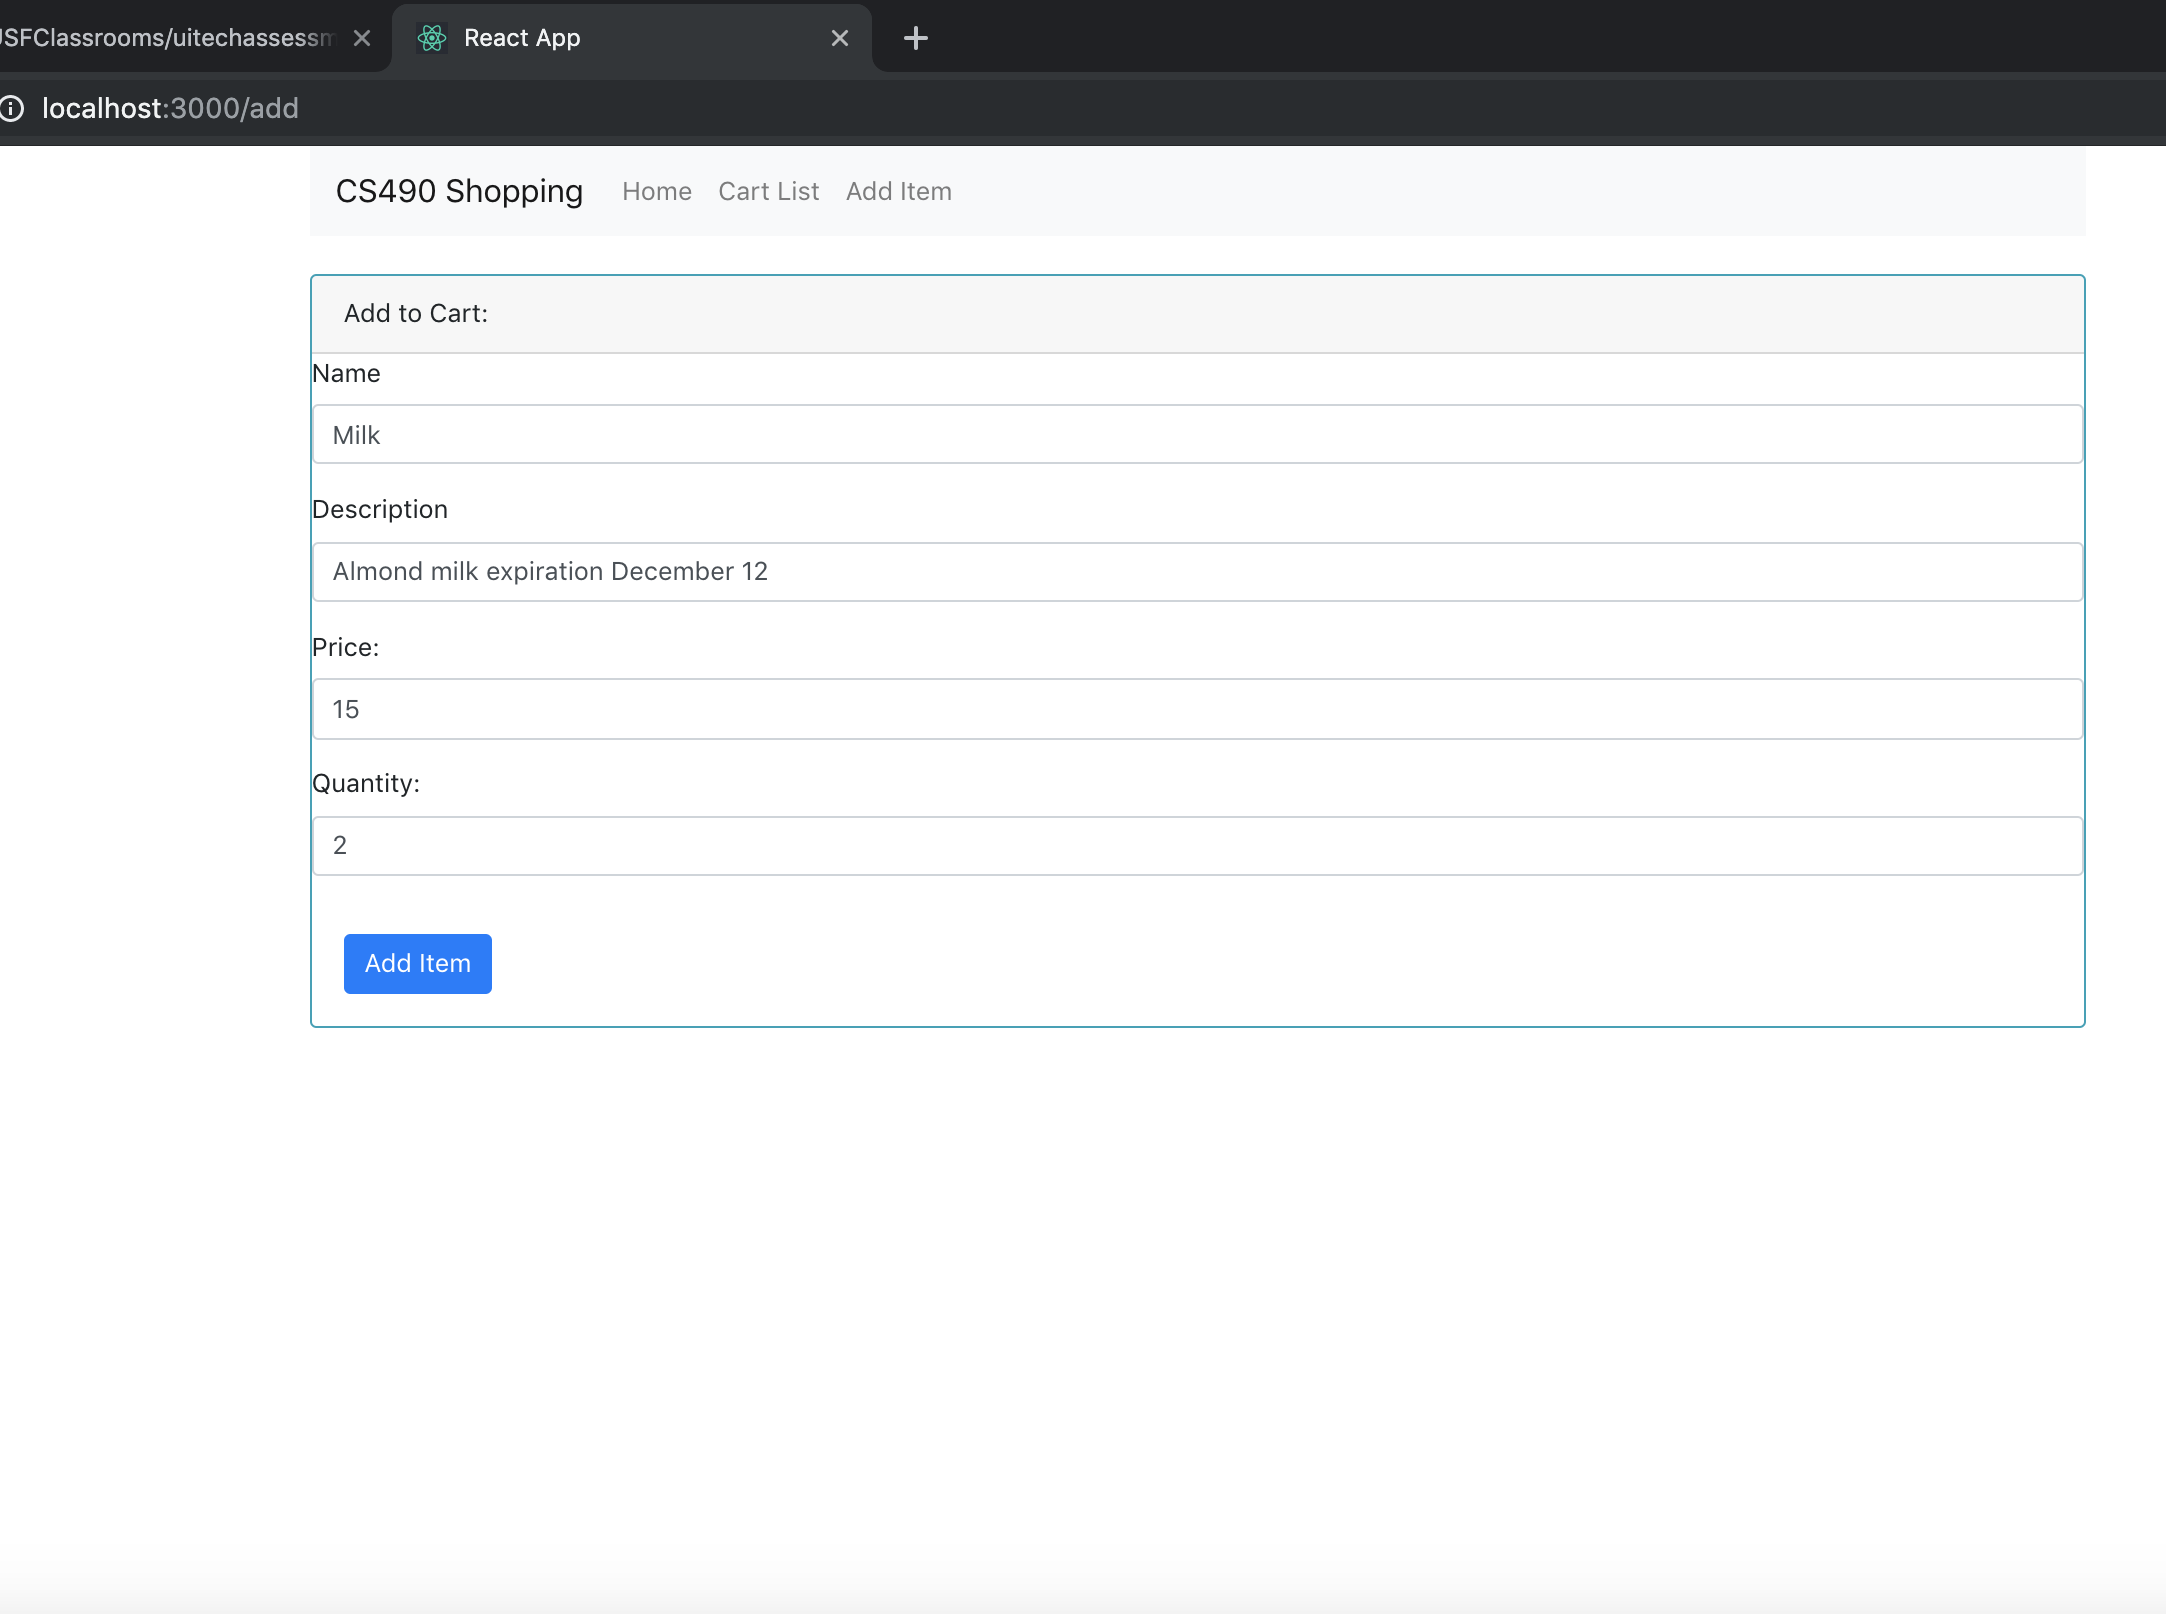 SFClassrooms/uitechassessm
React App
localhost:3000/add
CS490 Shopping Home Cart List Add Item
Add to Cart:
Name
Milk
Description
Almond milk expiration December 12
Price:
15
Quantity:
2
Add Item